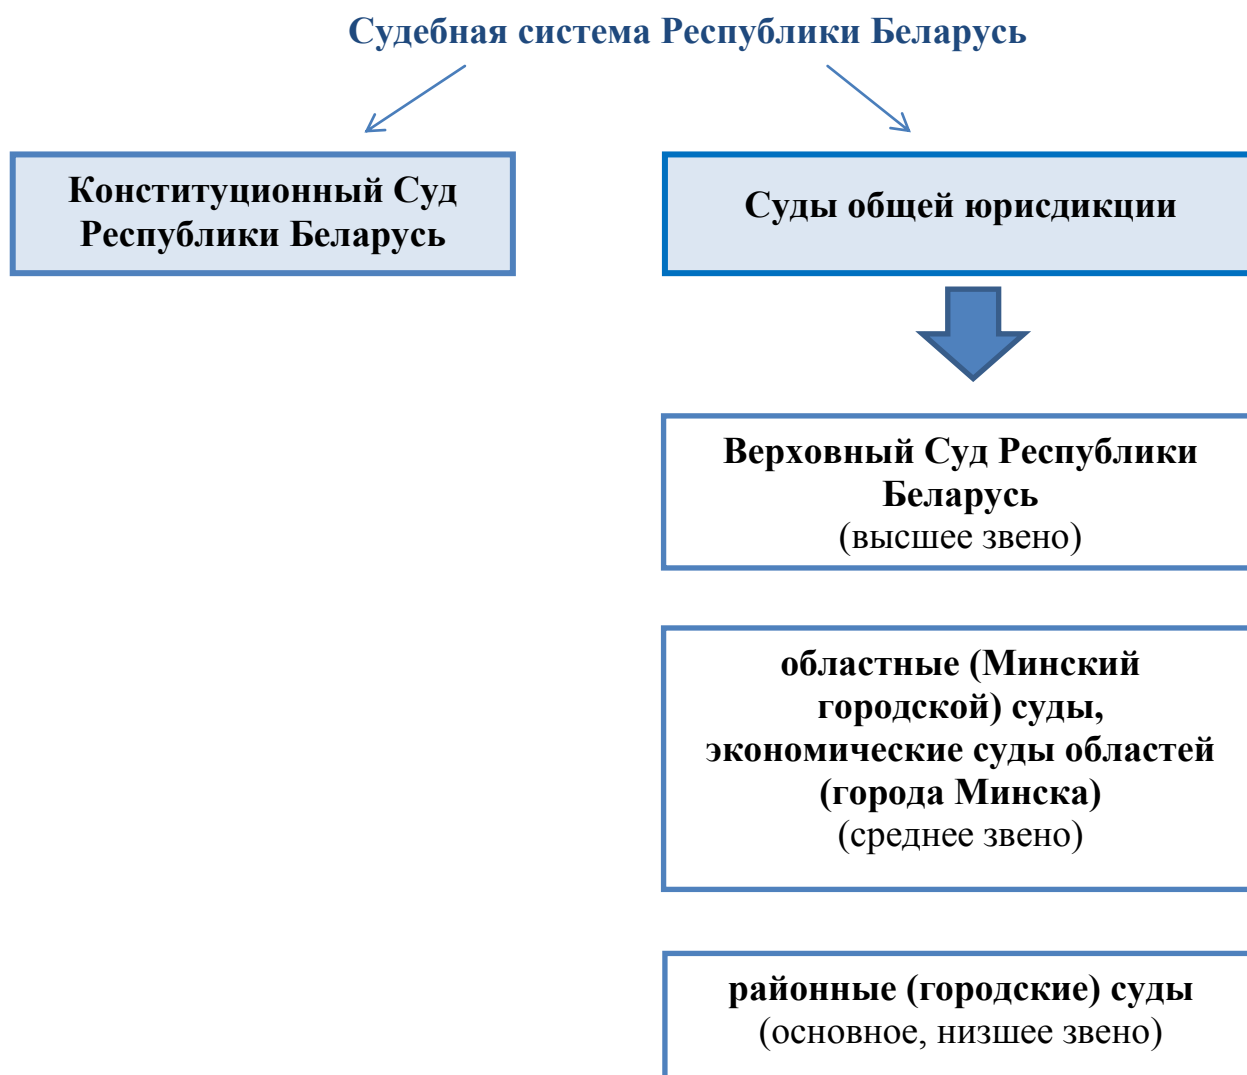 Судебная система Республики Беларусь
Конституционный Суд
Республики Беларусь
Суды общей юрисдикции
Верховный Суд Республики
Беларусь
(высшее звено)
областные (Минский
городской) суды,
экономические суды областей
(города Минска)
(среднее звено)
районные (городские) суды
(основное, низшее звено)